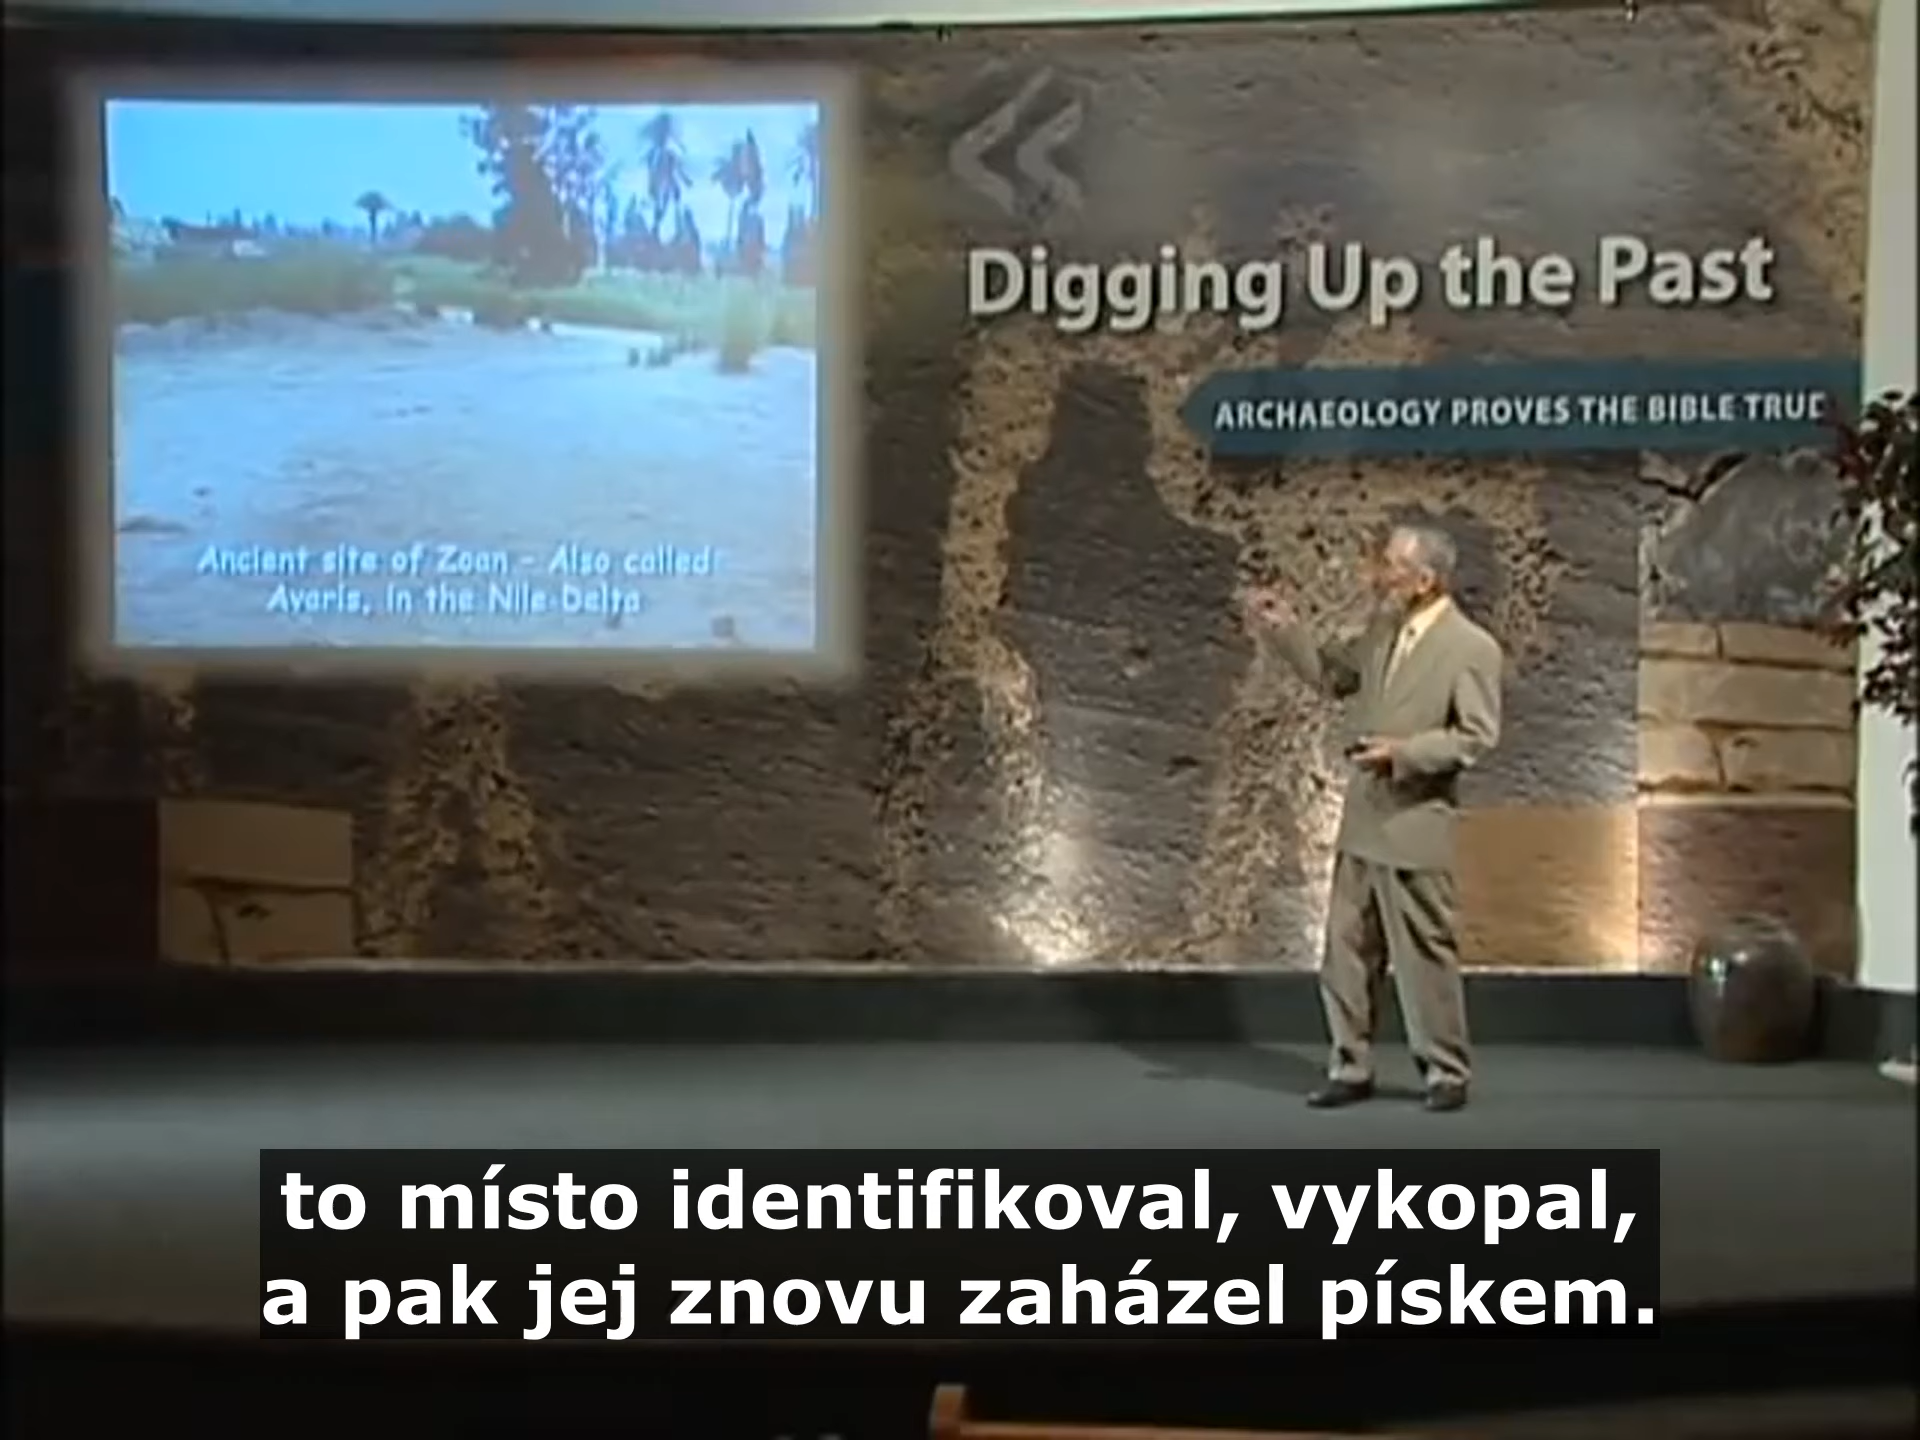 Digging Up the Past
ARCHAEOLOGY PROVES THE BIBLE TRUE
Ancient site of Zoan - Also called
Avaris, in the Nile Delta
to místo identifikoval, vykopal,
a pak jej znovu zaházel pískem.